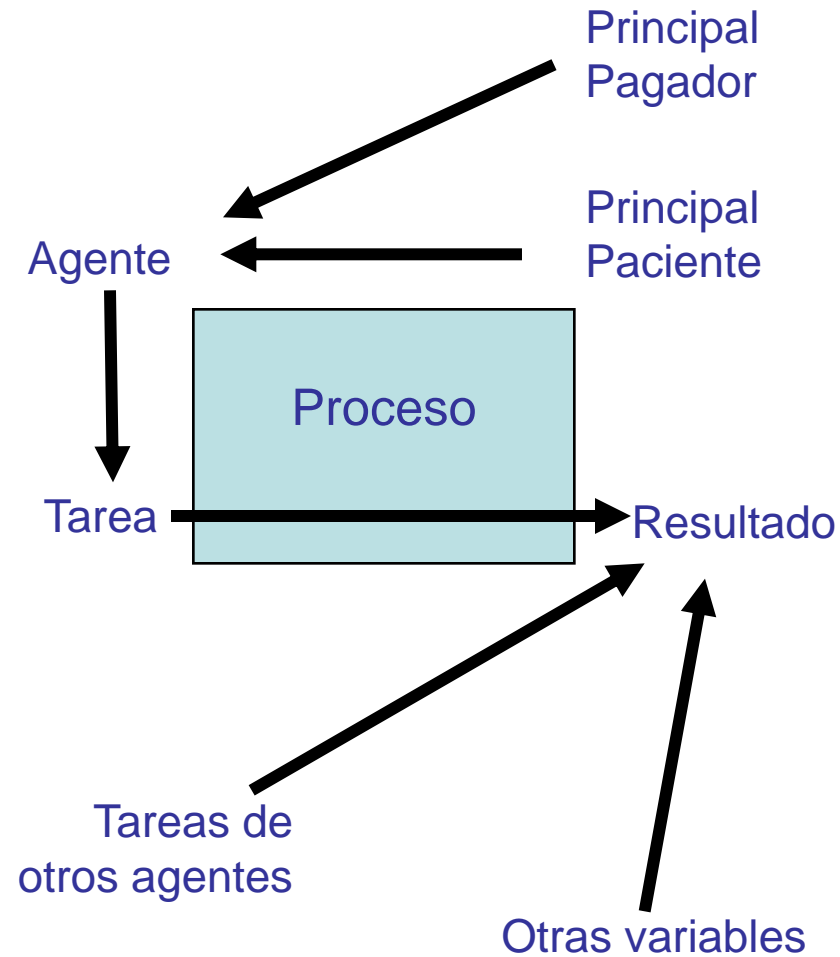 Principal
Pagador
Principal
Paciente
Agente
Proceso
Tarea
Resultado
Tareas de
otros agentes
Otras variables